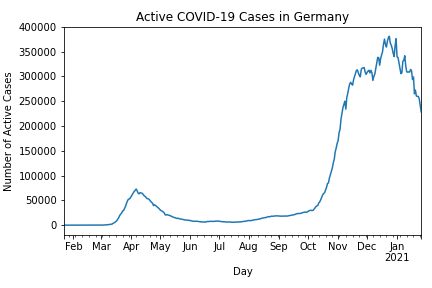 Active COVID-19 Cases in Germany
400000
350000
300000
250000
200000
150000
100000
50000
0
Number of Active Cases
Feb Mar Apr May Jun Jul Aug Sep Oct Nov Dec Jan
2021
Day